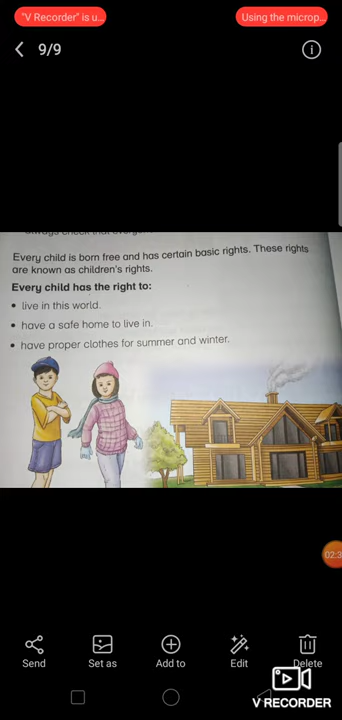 "V Recorder" is u...
Using the microp...
9/9
Every child is born free and has certain basic rights. These rights
are known as children's rights.
Every child has the right to:
• live in this world.
• have a safe home to live in.
• have proper clothes for summer and winter.
02:3
Send
Set as
Add to
Edit
Delete
V RECORDER